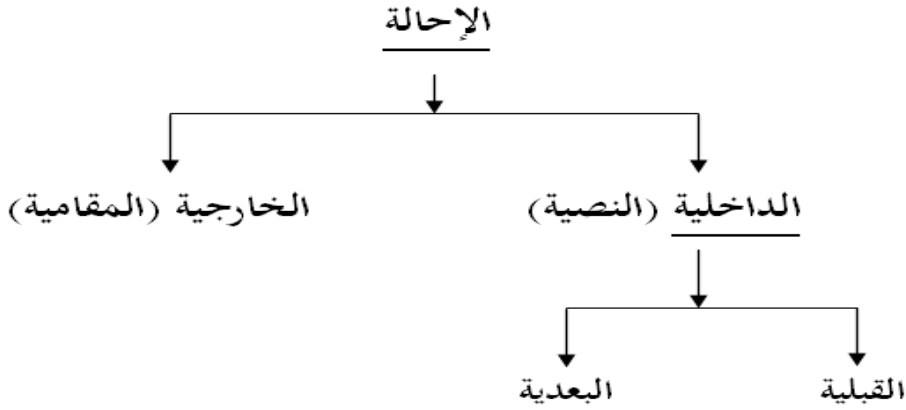 الإحالة
الداخلية (النصية)
الخارجية (المقامية)
القبلية
البعدية